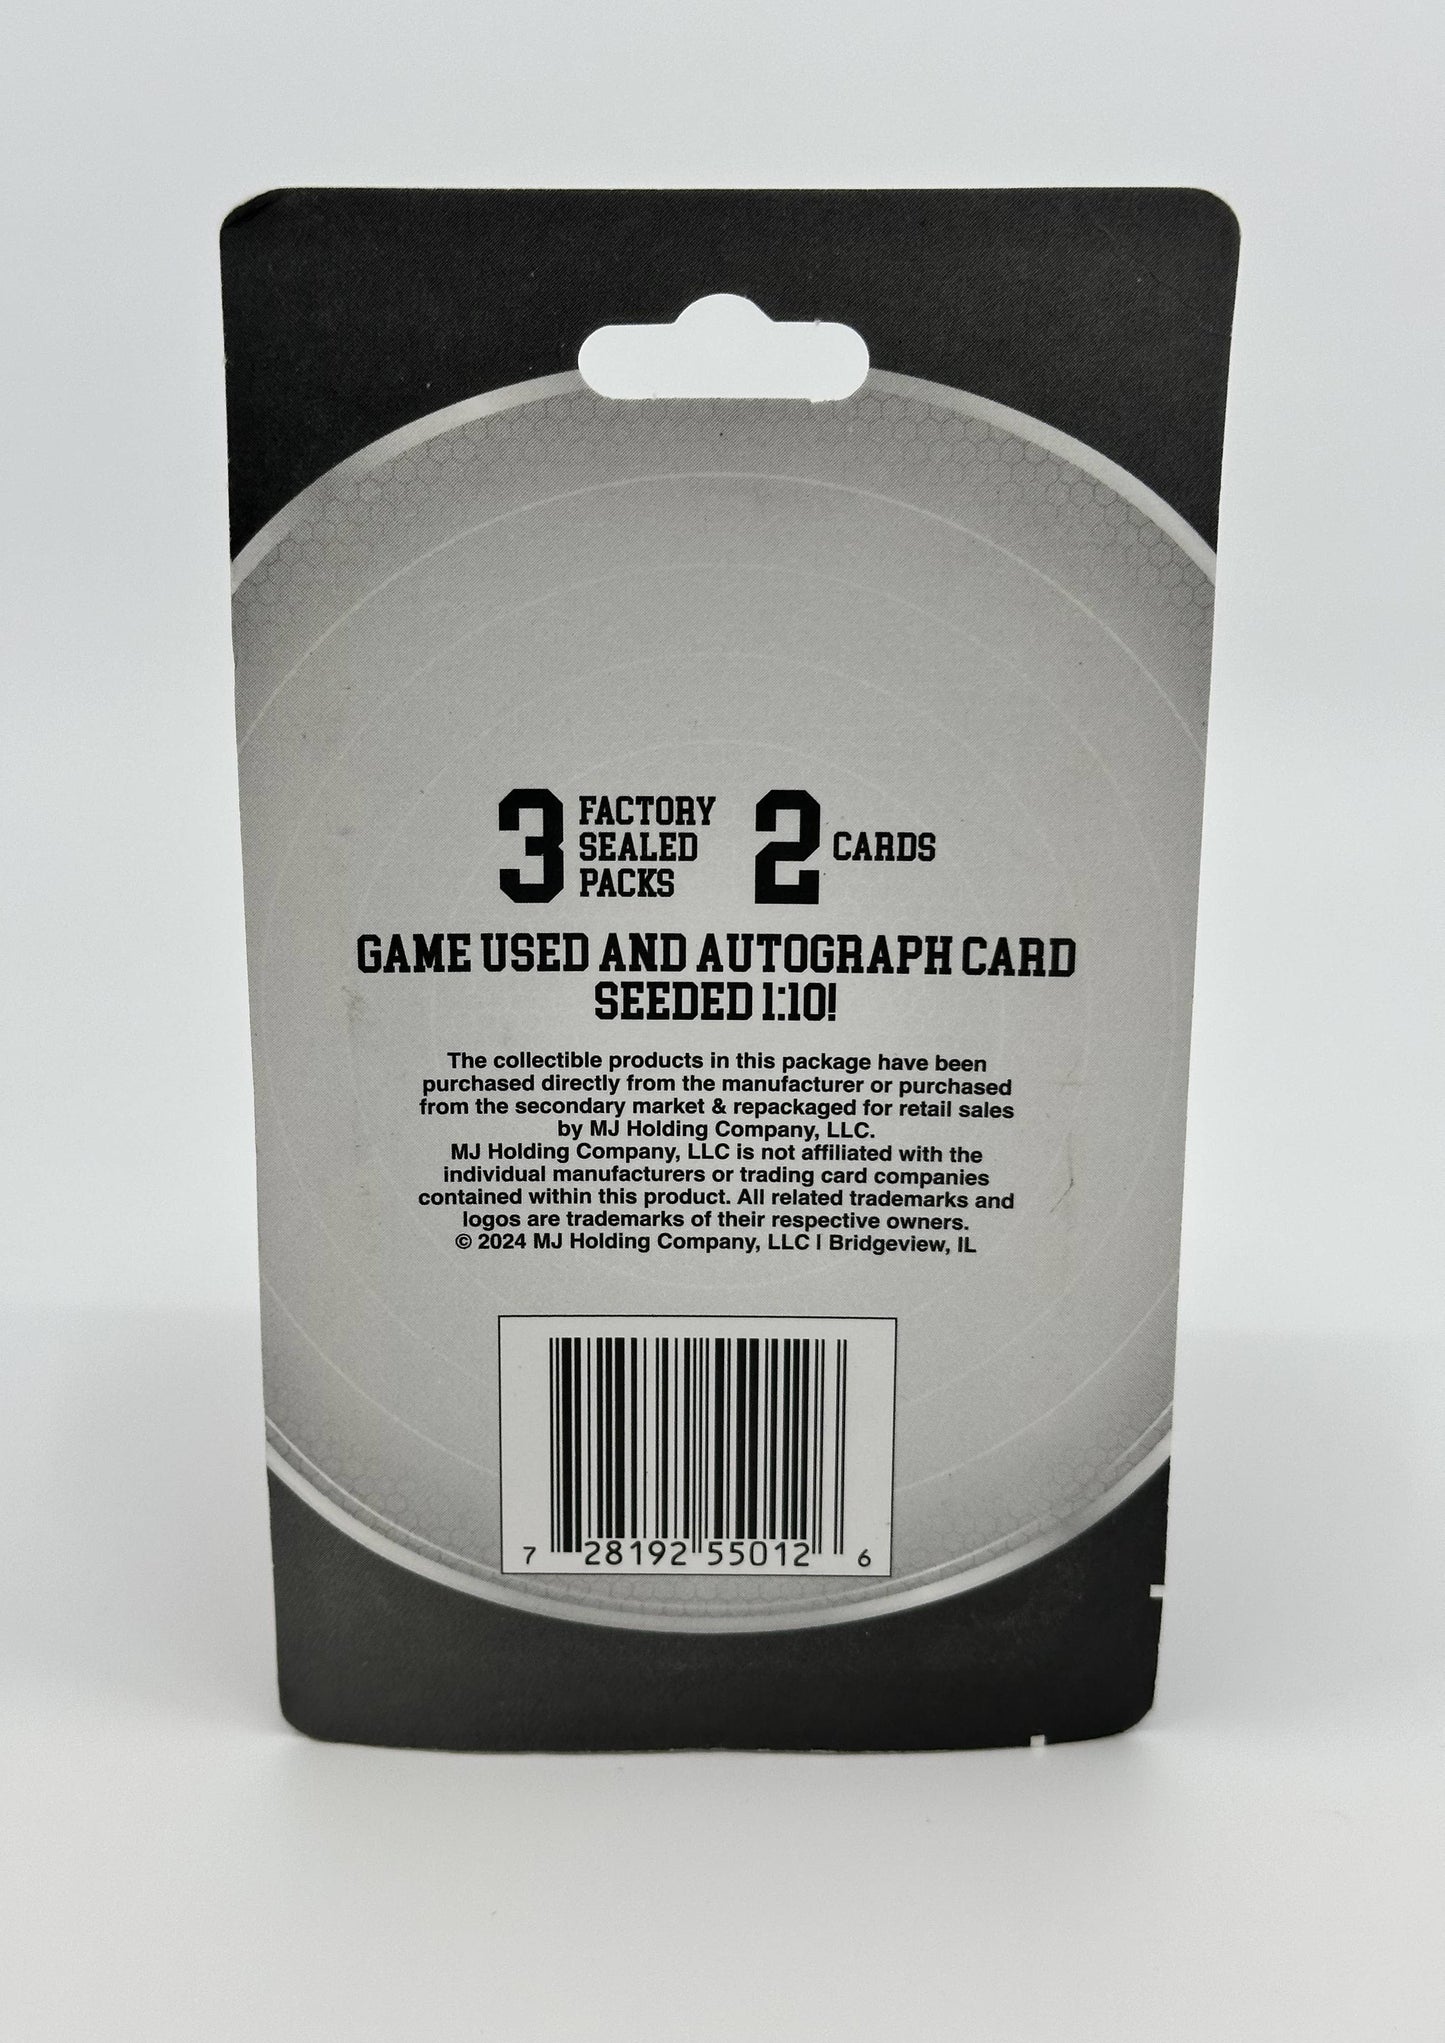 3 FACTORY SEALED PACKS 2 CARDS
GAME USED AND AUTOGRAPH CARD
SEEDED 1:10!
The collectible products in this package have been
purchased directly from the manufacturer or purchased
from the secondary market & repackaged for retail sales
by MJ Holding Company, LLC.
MJ Holding Company, LLC is not affiliated with the
individual manufacturers or trading card companies
contained within this product. All related trademarks and
logos are trademarks of their respective owners.
© 2024 MJ Holding Company, LLC | Bridgeview, IL
7 28192 55012 6